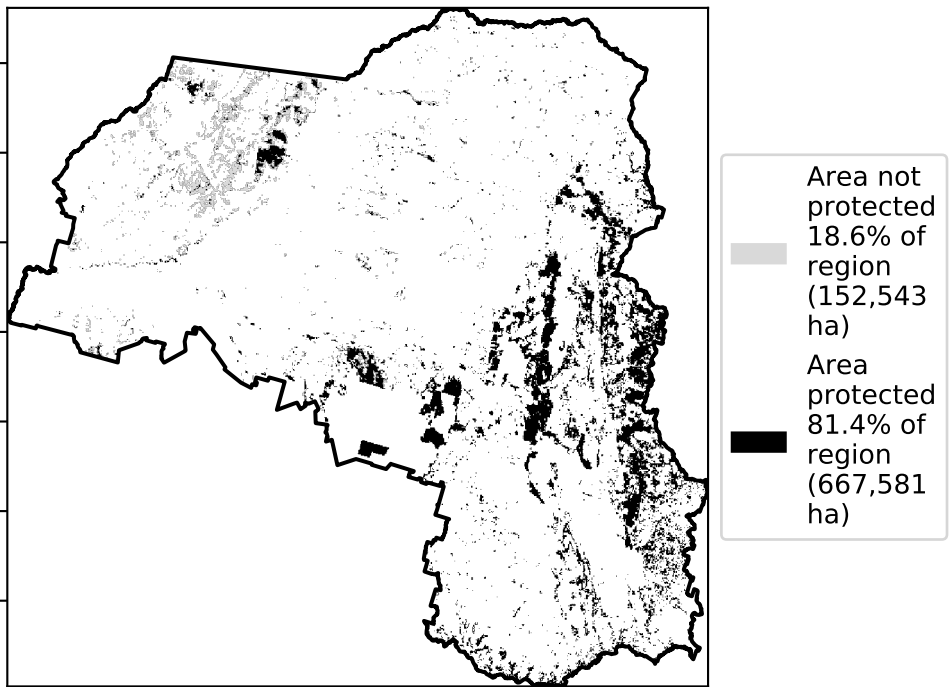 Area not
protected
18.6% of
region
(152,543
ha)
Area
protected
81.4% of
region
(667,581
ha)